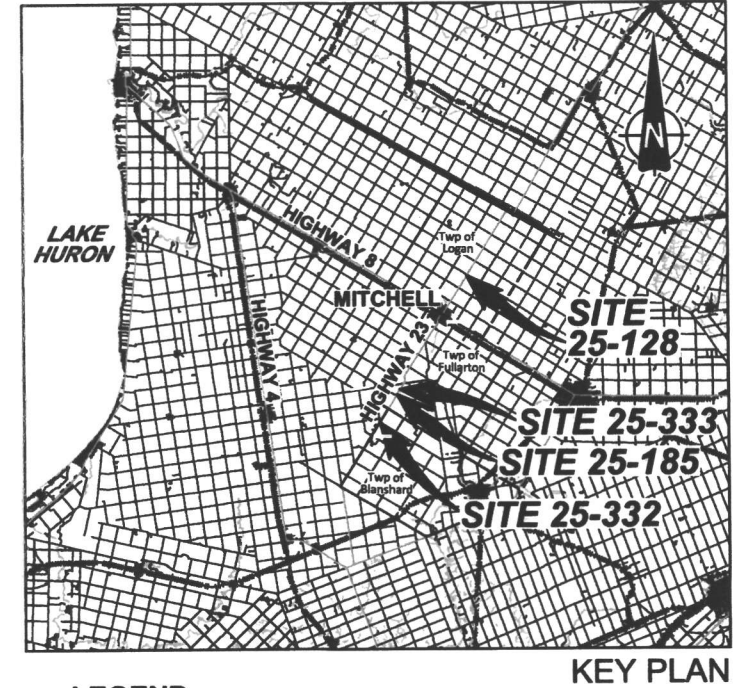 LAKE
HURON
HIGHWAY 8
Twp of
Logan
N
MITCHELL
HIGHWAY 4
HIGHWAY 23
Twp of
Fullarton
SITE
25-128
SITE 25-333
SITE 25-185
Twp of
Blanshard
SITE 25-332
KEY PLAN
LEGEND